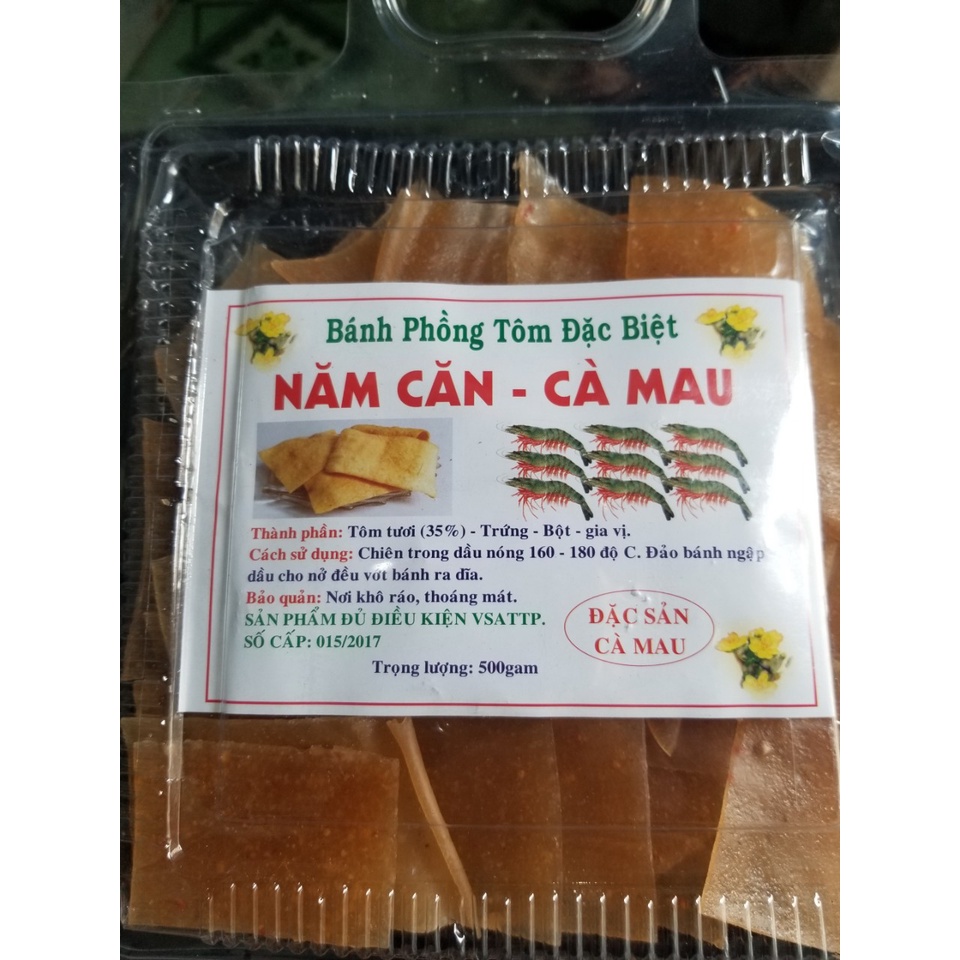 Bánh Phồng Tôm Đặc Biệt
NĂM CĂN - CÀ MAU
Thành phần: Tôm tươi (35%) - Trứng - Bột - gia vị.
Cách sử dụng: Chiên trong dầu nóng 160 - 180 độ C. Đảo bánh ngập
dầu cho nở đều vớt bánh ra dĩa.
Bảo quản: Nơi khô ráo, thoáng mát.
SẢN PHẨM ĐỦ ĐIỀU KIỆN VSATTP.
SỐ CẤP: 015/2017
Trọng lượng: 500gam
ĐẶC SẢN
CÀ MAU